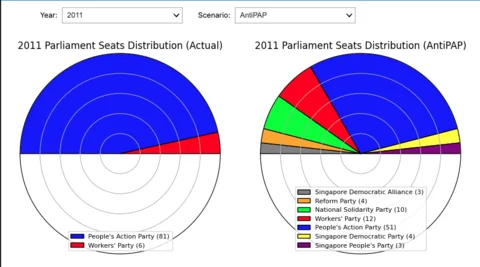 Year: 2011 Scenario: AntiPAP
2011 Parliament Seats Distribution (Actual)
2011 Parliament Seats Distribution (AntiPAP)
People's Action Party (81)
Workers' Party (6)
Singapore Democratic Alliance (3)
Reform Party (4)
National Solidarity Party (10)
Workers' Party (12)
People's Action Party (51)
Singapore Democratic Party (4)
Singapore People's Party (3)